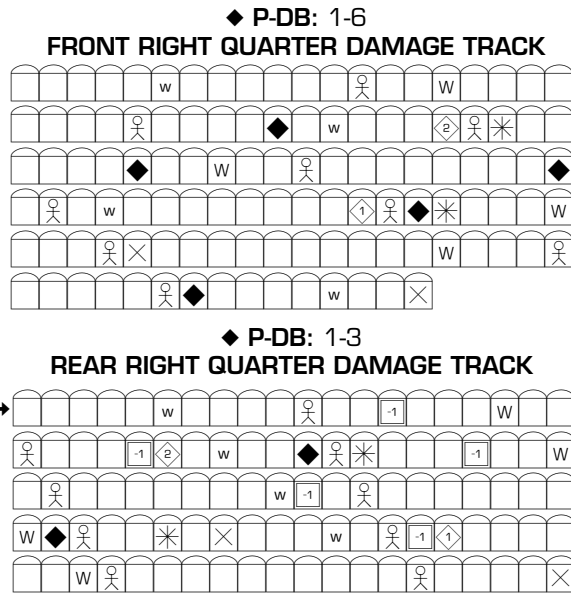 ◆ P-DB: 1-6
FRONT RIGHT QUARTER DAMAGE TRACK
w W
w 2
W
w 1 W
W
w
◆ P-DB: 1-3
REAR RIGHT QUARTER DAMAGE TRACK
w -1 W
-1 2 w -1 W
w -1
W w -1 1
W